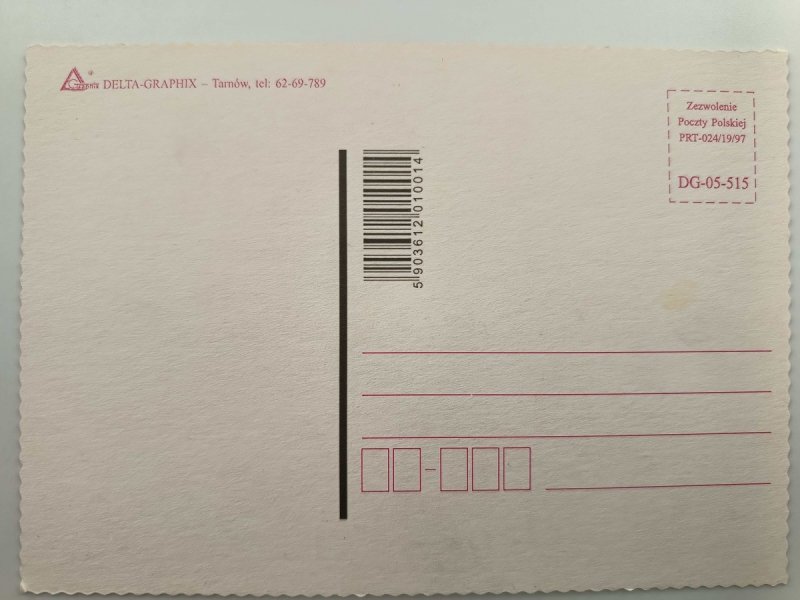 Graphix ® DELTA-GRAPHIX – Tarnów, tel: 62-69-789
Zezwolenie
Poczty Polskiej
PRT-024/19/97
DG-05-515
5 903612 010014